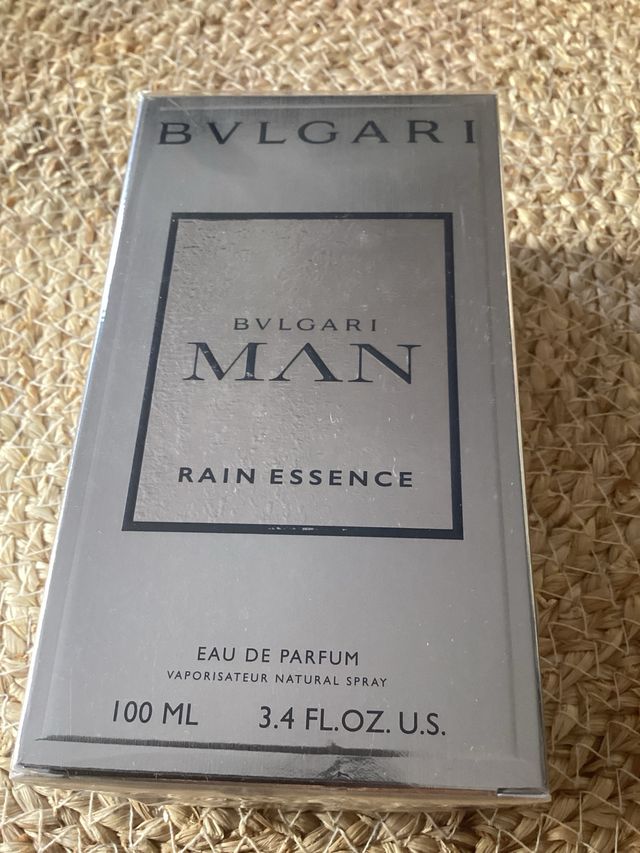 BVLGARI
BVLGARI
MAN
RAIN ESSENCE
EAU DE PARFUM
VAPORISATEUR NATURAL SPRAY
100 ML 3.4 FL.OZ. U.S.